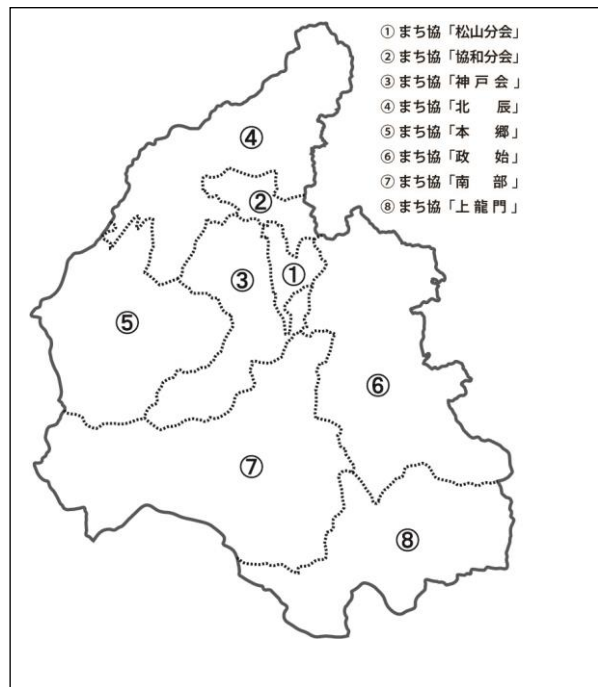 ①まち協「松山分会」
②まち協「協和分会」
③まち協「神戸会」
④まち協「北　　辰」
⑤まち協「本　　郷」
⑥まち協「政　　始」
⑦まち協「南　　部」
⑧まち協「上龍門」
④
②
①
③
⑤
⑥
⑦
⑧